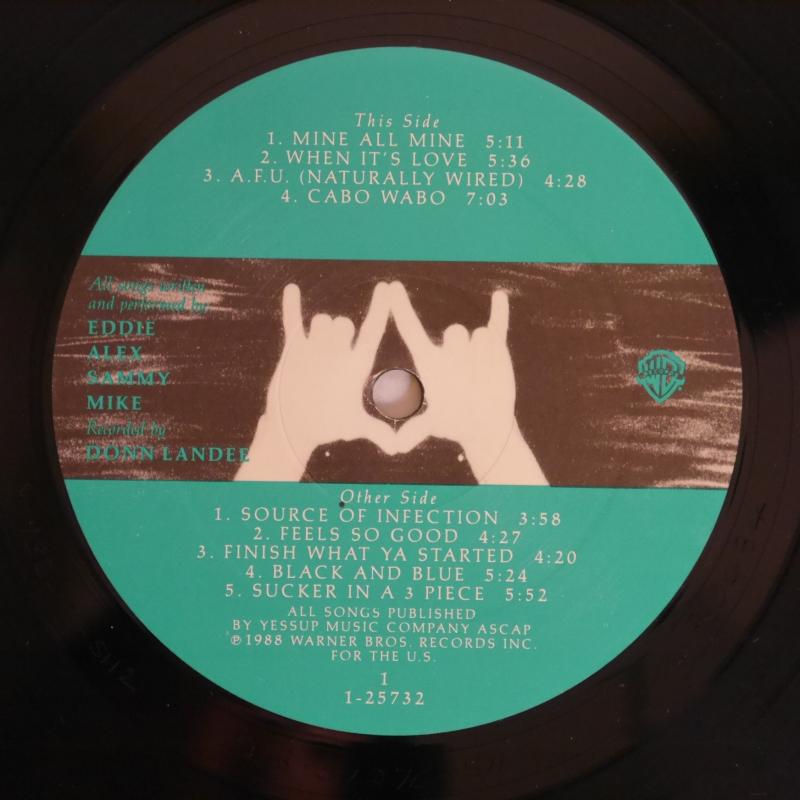 This Side
1. MINE ALL MINE 5:11
2. WHEN IT'S LOVE 5:36
3. A.F.U. (NATURALLY WIRED) 4:28
4. CABO WABO 7:03
All songs written
and performed by
EDDIE
ALEX
SAMMY
MIKE
Recorded by
DONN LANDEE
Other Side
1. SOURCE OF INFECTION 3:58
2. FEELS SO GOOD 4:27
3. FINISH WHAT YA STARTED 4:20
4. BLACK AND BLUE 5:24
5. SUCKER IN A 3 PIECE 5:52
ALL SONGS PUBLISHED
BY YESSUP MUSIC COMPANY ASCAP
℗1988 WARNER BROS. RECORDS INC.
FOR THE U.S.
1
1-25732